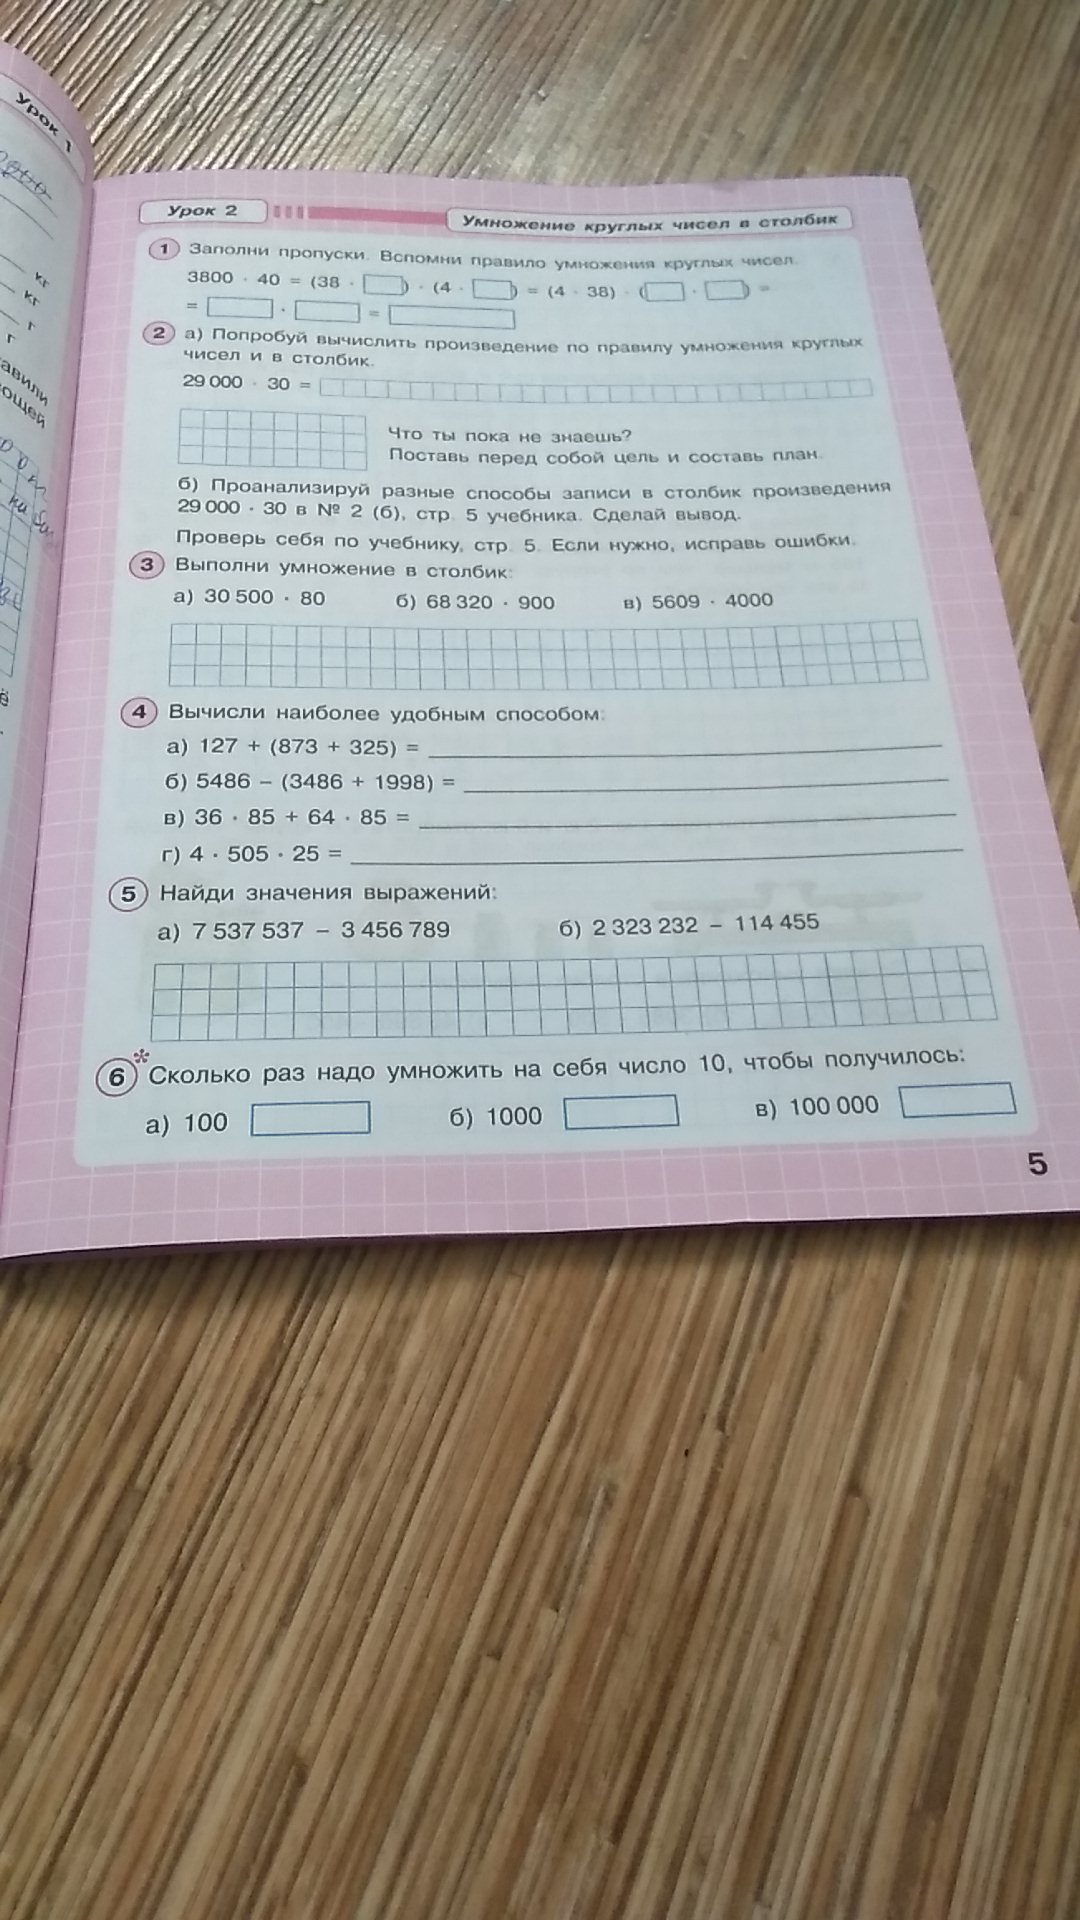 Урок 1
кг
кг
г
г
авили
ющей
ё
Урок 2
Умножение круглых чисел в столбик
1 Заполни пропуски. Вспомни правило умножения круглых чисел.
3800 · 40 = (38 · ) · (4 · ) = (4 · 38) · ( · ) =
= · =
2 а) Попробуй вычислить произведение по правилу умножения круглых
чисел и в столбик.
29 000 · 30 =
Что ты пока не знаешь?
Поставь перед собой цель и составь план.
б) Проанализируй разные способы записи в столбик произведения
29 000 · 30 в № 2 (б), стр. 5 учебника. Сделай вывод.
Проверь себя по учебнику, стр. 5. Если нужно, исправь ошибки.
3 Выполни умножение в столбик:
а) 30 500 · 80 б) 68 320 · 900 в) 5609 · 4000
4 Вычисли наиболее удобным способом:
а) 127 + (873 + 325) =
б) 5486 – (3486 + 1998) =
в) 36 · 85 + 64 · 85 =
г) 4 · 505 · 25 =
5 Найди значения выражений:
а) 7 537 537 – 3 456 789 б) 2 323 232 – 114 455
6* Сколько раз надо умножить на себя число 10, чтобы получилось:
а) 100 б) 1000 в) 100 000
5